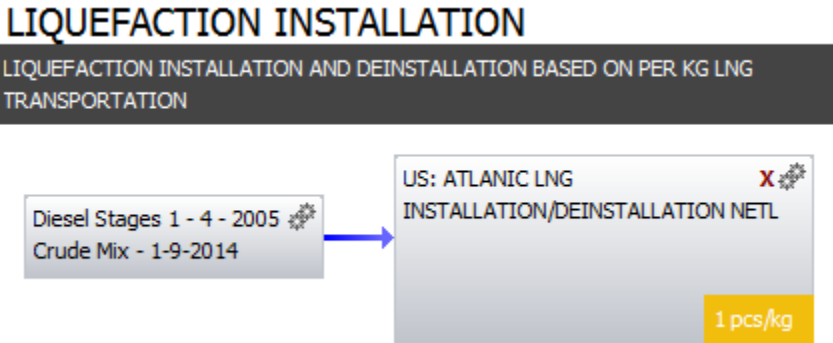 LIQUEFACTION INSTALLATION
LIQUEFACTION INSTALLATION AND DEINSTALLATION BASED ON PER KG LNG
TRANSPORTATION
Diesel Stages 1 - 4 - 2005
Crude Mix - 1-9-2014
US: ATLANIC LNG X
INSTALLATION/DEINSTALLATION NETL
1 pcs/kg